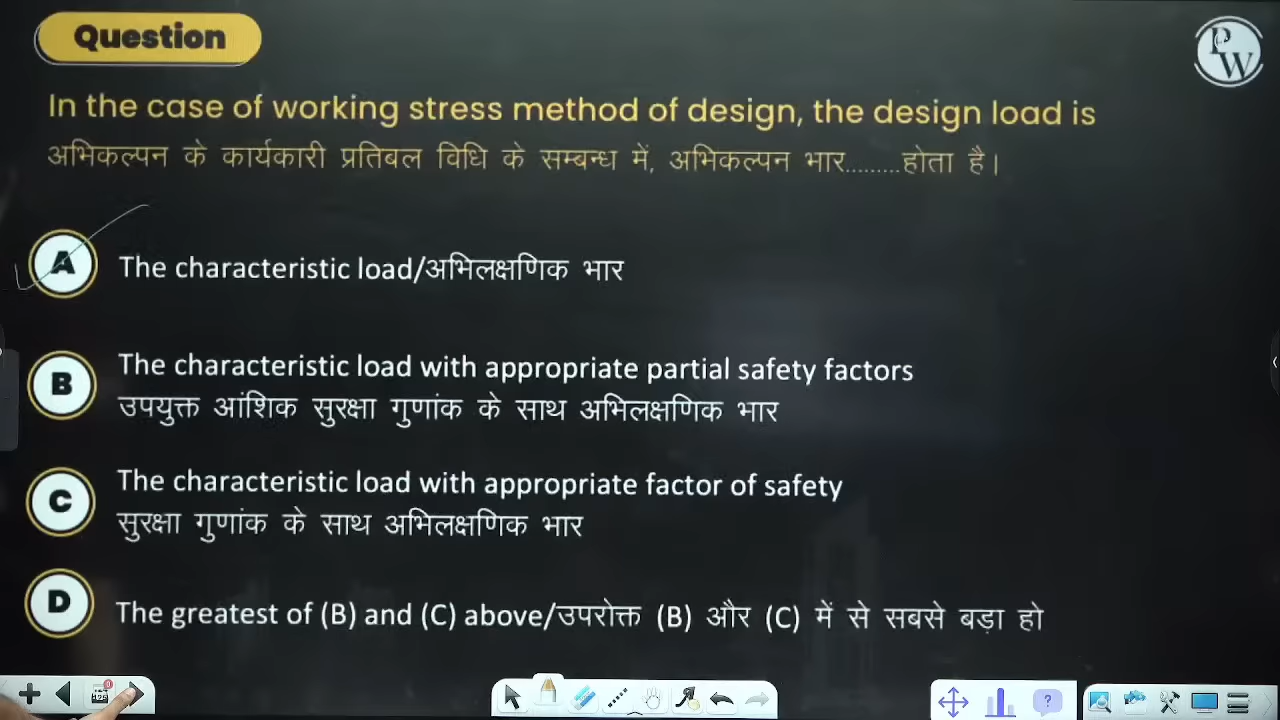 Question
PW
In the case of working stress method of design, the design load is
अभिकल्पन के कार्यकारी प्रतिबल विधि के सम्बन्ध में, अभिकल्पन भार.........होता है।
A
The characteristic load/अभिलक्षणिक भार
B
The characteristic load with appropriate partial safety factors
उपयुक्त आंशिक सुरक्षा गुणांक के साथ अभिलक्षणिक भार
C
The characteristic load with appropriate factor of safety
सुरक्षा गुणांक के साथ अभिलक्षणिक भार
D
The greatest of (B) and (C) above/उपरोक्त (B) और (C) में से सबसे बड़ा हो